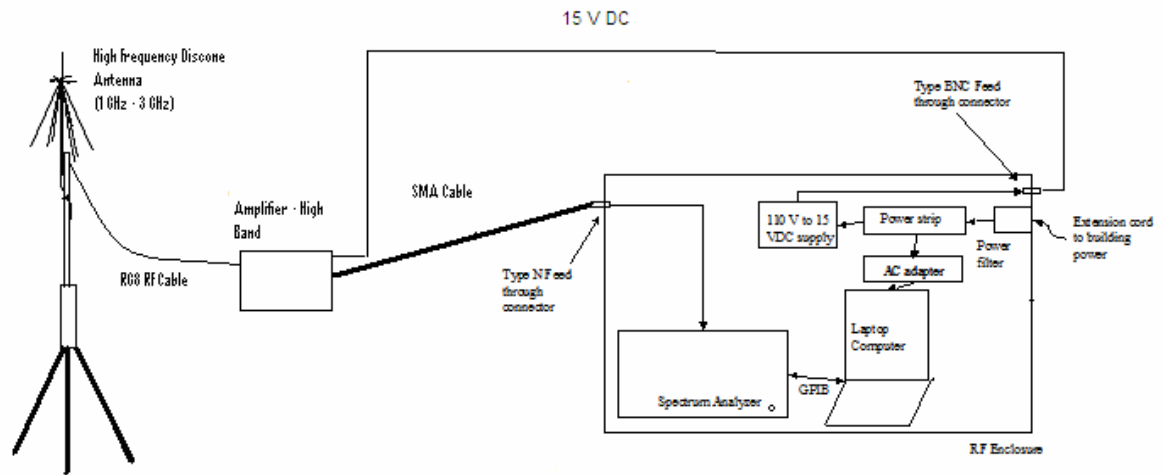 15 V DC
High Frequency Discone
Antenna
(1 GHz - 3 GHz)
Type BNC Feed
through connector
SMA Cable
Amplifier - High
Band
110 V to 15
VDC supply
Power strip
Extension cord
to building
power
Power
filter
RG8 RF Cable
Type N Feed
through
connector
AC adapter
Laptop
Computer
GPIB
Spectrum Analyzer
RF Enclosure